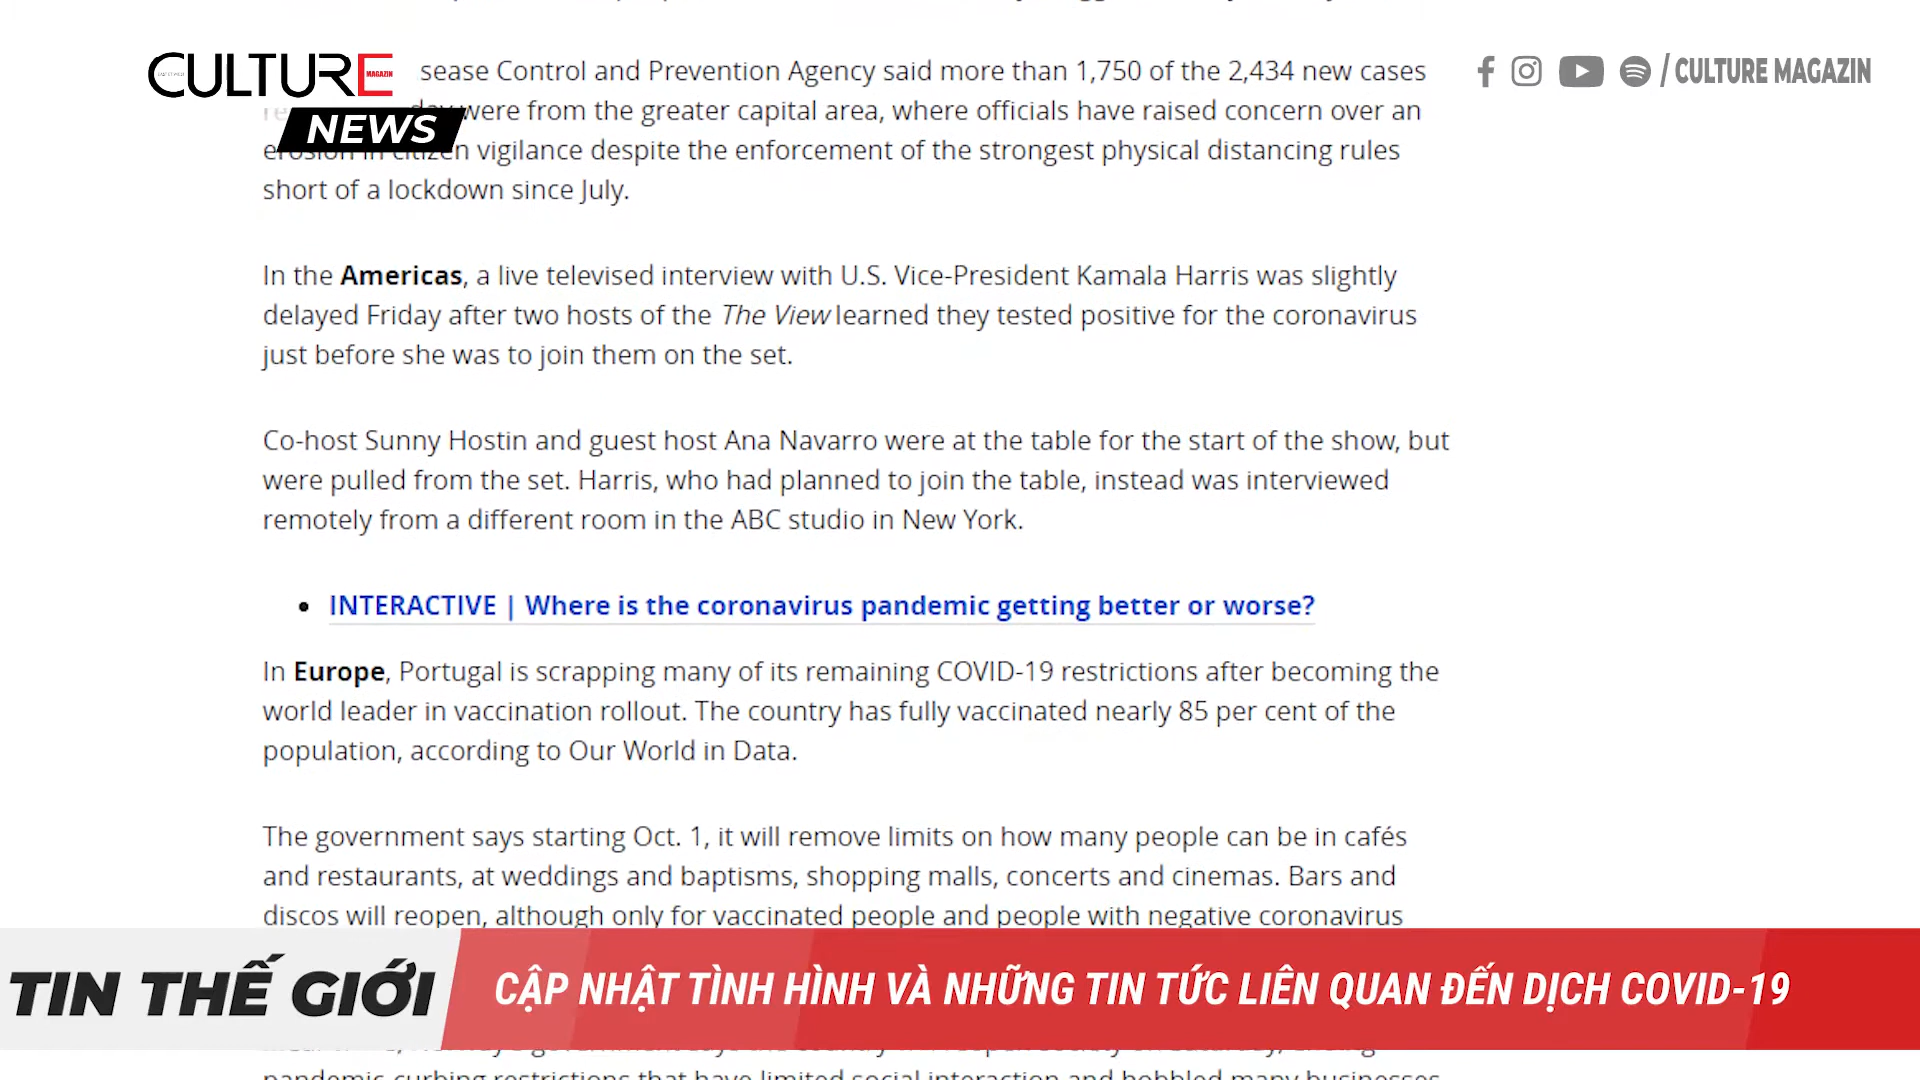 CULTURE
MAGAZIN
NEWS
/ CULTURE MAGAZIN
sease Control and Prevention Agency said more than 1,750 of the 2,434 new cases
were from the greater capital area, where officials have raised concern over an
erosion in citizen vigilance despite the enforcement of the strongest physical distancing rules
short of a lockdown since July.
In the Americas, a live televised interview with U.S. Vice-President Kamala Harris was slightly
delayed Friday after two hosts of the The View learned they tested positive for the coronavirus
just before she was to join them on the set.
Co-host Sunny Hostin and guest host Ana Navarro were at the table for the start of the show, but
were pulled from the set. Harris, who had planned to join the table, instead was interviewed
remotely from a different room in the ABC studio in New York.
• INTERACTIVE | Where is the coronavirus pandemic getting better or worse?
In Europe, Portugal is scrapping many of its remaining COVID-19 restrictions after becoming the
world leader in vaccination rollout. The country has fully vaccinated nearly 85 per cent of the
population, according to Our World in Data.
The government says starting Oct. 1, it will remove limits on how many people can be in cafés
and restaurants, at weddings and baptisms, shopping malls, concerts and cinemas. Bars and
discos will reopen, although only for vaccinated people and people with negative coronavirus
TIN THẾ GIỚI
CẬP NHẬT TÌNH HÌNH VÀ NHỮNG TIN TỨC LIÊN QUAN ĐẾN DỊCH COVID-19
pandemic-curbing restrictions that have limited social interaction and hobbled many businesses